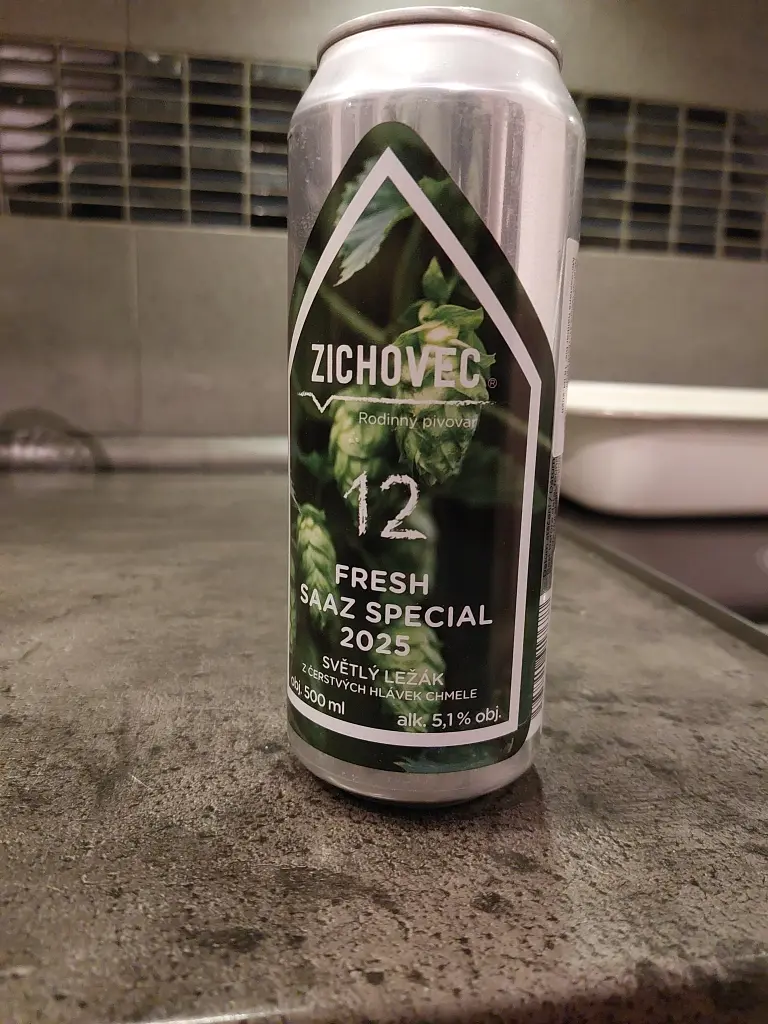 ZICHOVEC®
Rodinný pivovar
12
FRESH
SAAZ SPECIAL
2025
SVĚTLÝ LEŽÁK
Z ČERSTVÝCH HLÁVEK CHMELE
obj. 500 ml
alk. 5,1% obj.